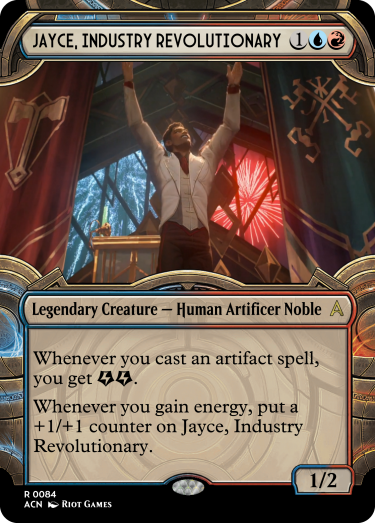 JAYCE, INDUSTRY REVOLUTIONARY 1
Legendary Creature — Human Artificer Noble
Whenever you cast an artifact spell,
you get .
Whenever you gain energy, put a
+1/+1 counter on Jayce, Industry
Revolutionary.
1/2
R 0084
ACN Riot Games